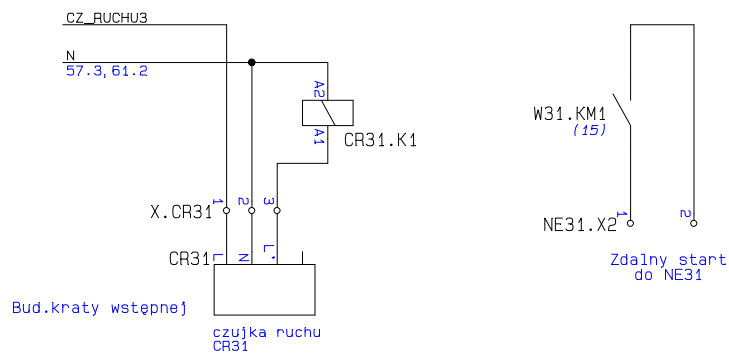 CZ_RUCHU3
N
57.3,61.2
A2
A1
CR31.K1
X.CR31
1
2
3
CR31
L
N
L'
Bud.kraty wstępnej
czujka ruchu
CR31
W31.KM1
(15)
NE31.X2
1
2
Zdalny start
do NE31